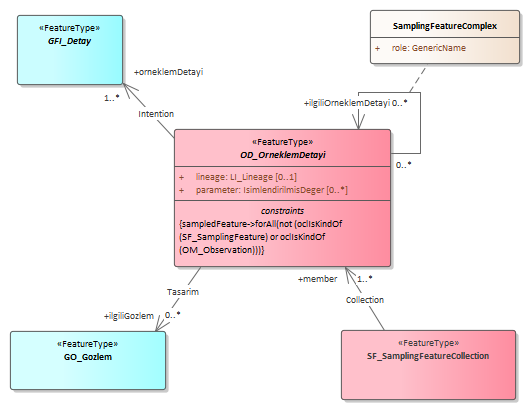 «FeatureType»
GFI_Detay
SamplingFeatureComplex
+ role: GenericName
+orneklemDetayi
1..*
Intention
+ilgiliOrneklemDetayi 0..*
0..*
«FeatureType»
OD_OrneklemDetayi
+ lineage: LI_Lineage [0..1]
+ parameter: IsimlendirilmisDeger [0..*]
constraints
{sampledFeature->forAll(not (oclIsKindOf
(SF_SamplingFeature) or oclIsKindOf
(OM_Observation)))}
Tasarim
+ilgiliGozlem 0..*
+member 1..*
Collection
«FeatureType»
GO_Gozlem
«FeatureType»
SF_SamplingFeatureCollection